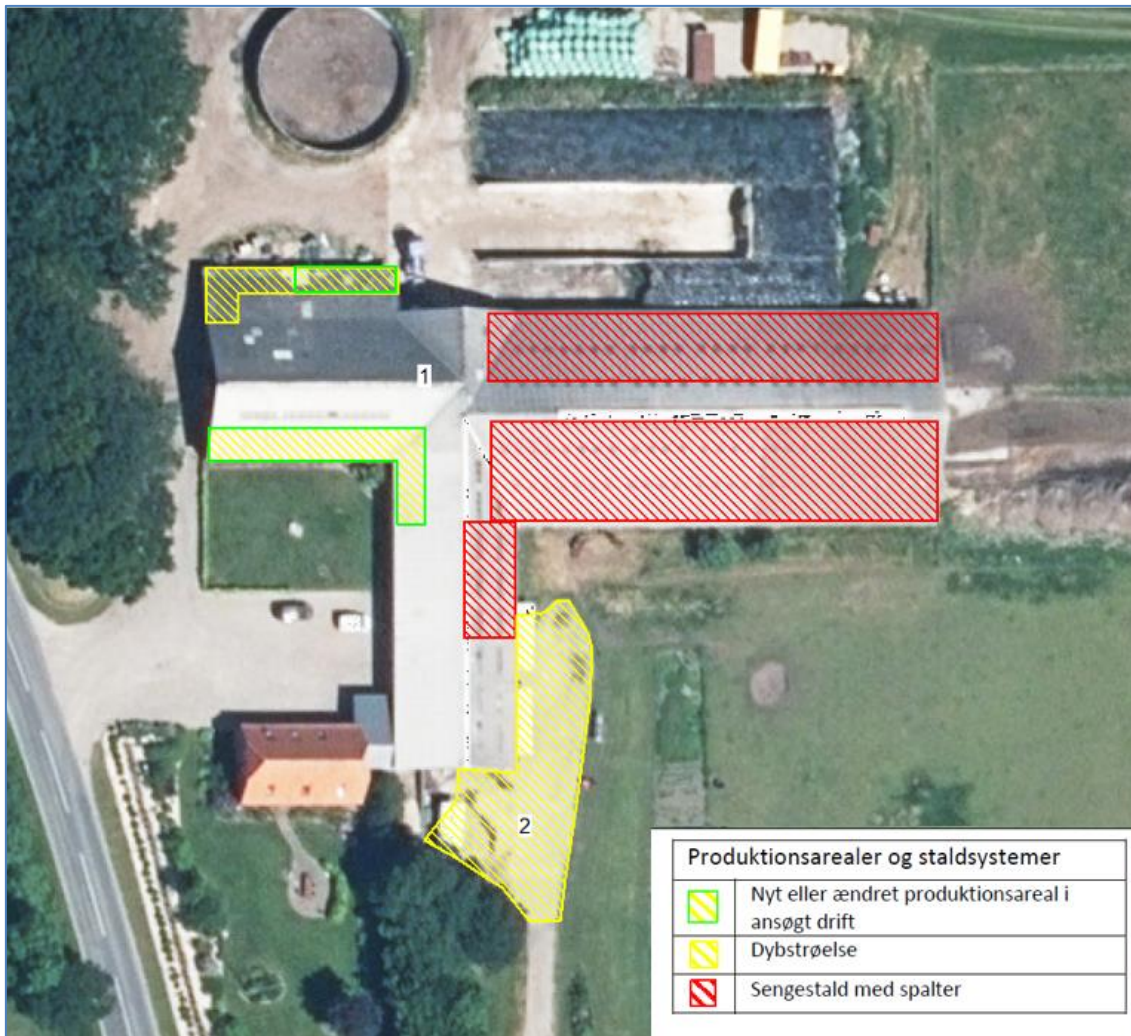 1
2
Produktionsarealer og staldsystemer
Nyt eller ændret produktionsareal i
ansøgt drift
Dybstrøelse
Sengestald med spalter